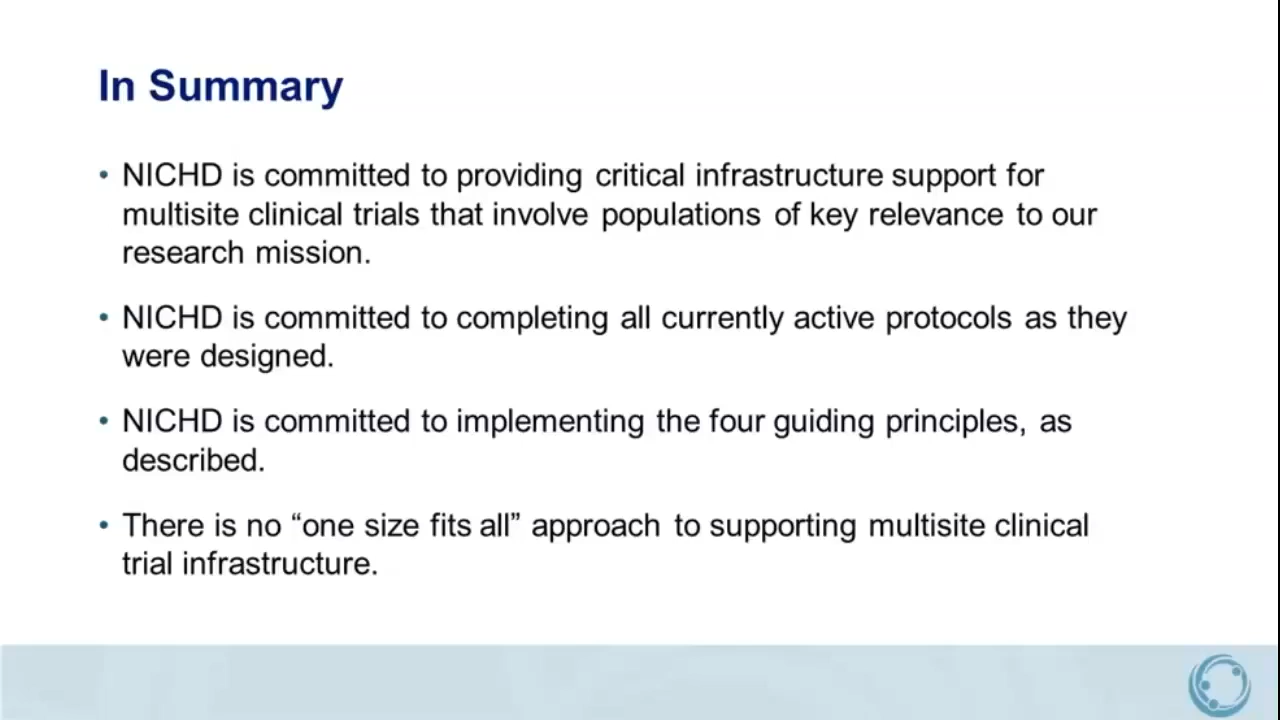 In Summary
• NICHD is committed to providing critical infrastructure support for
multisite clinical trials that involve populations of key relevance to our
research mission.
• NICHD is committed to completing all currently active protocols as they
were designed.
• NICHD is committed to implementing the four guiding principles, as
described.
• There is no “one size fits all” approach to supporting multisite clinical
trial infrastructure.